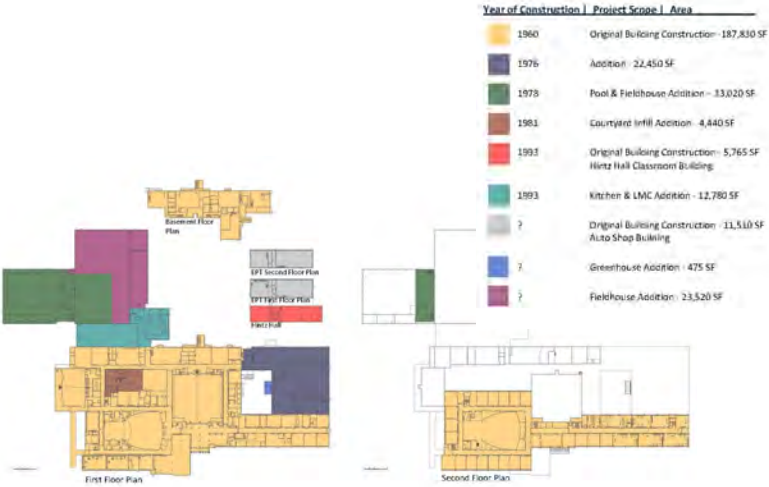 Year of Construction | Project Scope | Area
1960 Original Building Construction - 187,830 SF
1976 Addition - 22,450 SF
1978 Pool & Fieldhouse Addition - 33,020 SF
1981 Courtyard Infill Addition - 4,440 SF
1993 Original Building Construction - 5,765 SF
Hintz Hall Classroom Building
1993 Kitchen & LMC Addition - 12,780 SF
? Original Building Construction - 11,510 SF
Auto Shop Building
? Greenhouse Addition - 475 SF
? Fieldhouse Addition - 23,520 SF
Basement Floor
Plan
EPT Second Floor Plan
EPT First Floor Plan
Hintz Hall
First Floor Plan
Second Floor Plan